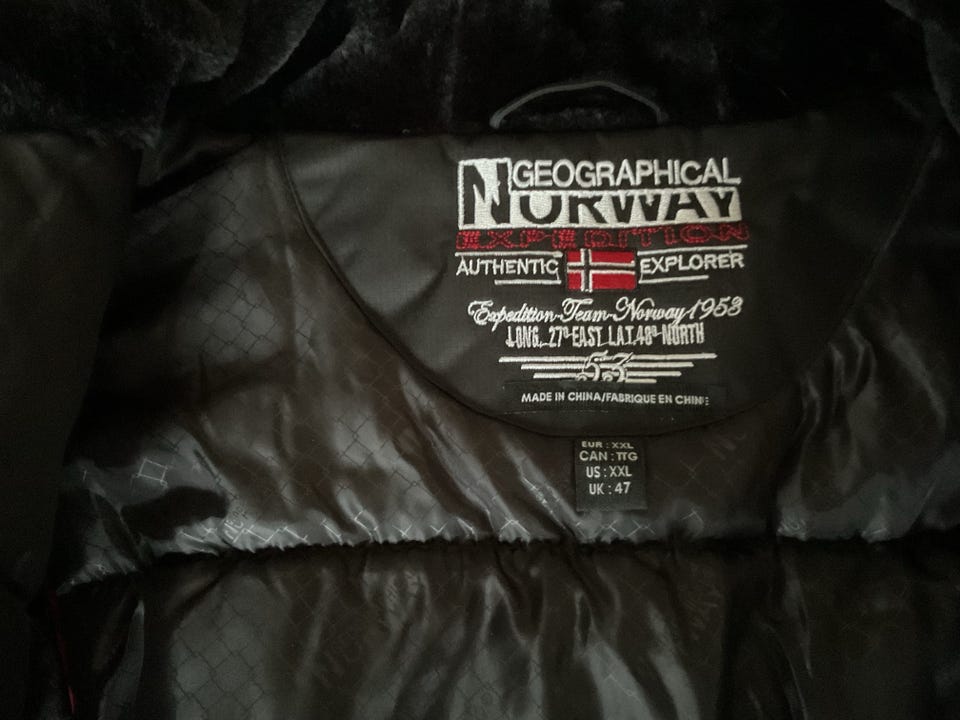 GEOGRAPHICAL
NORWAY
EXPEDITION
AUTHENTIC EXPLORER
Expedition-Team-Norway 1953
LONG. 27° EAST LAT.48° NORTH
53
MADE IN CHINA/FABRIQUE EN CHINE
EUR : XXL
CAN : TTG
US : XXL
UK : 47